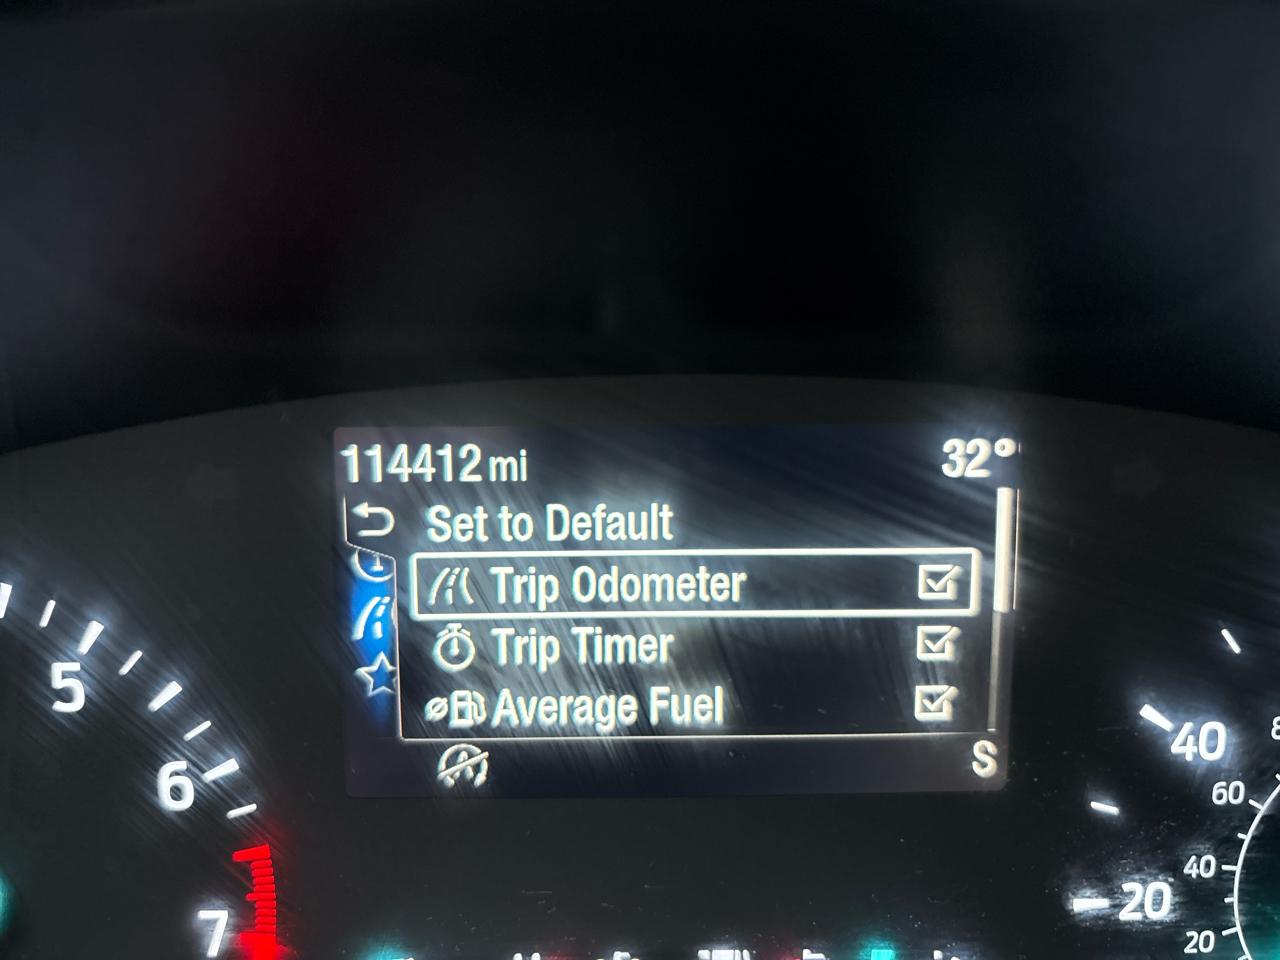 114412 mi
32°
Set to Default
Trip Odometer
Trip Timer
Average Fuel
S
5
6
7
40
20
60
40
20